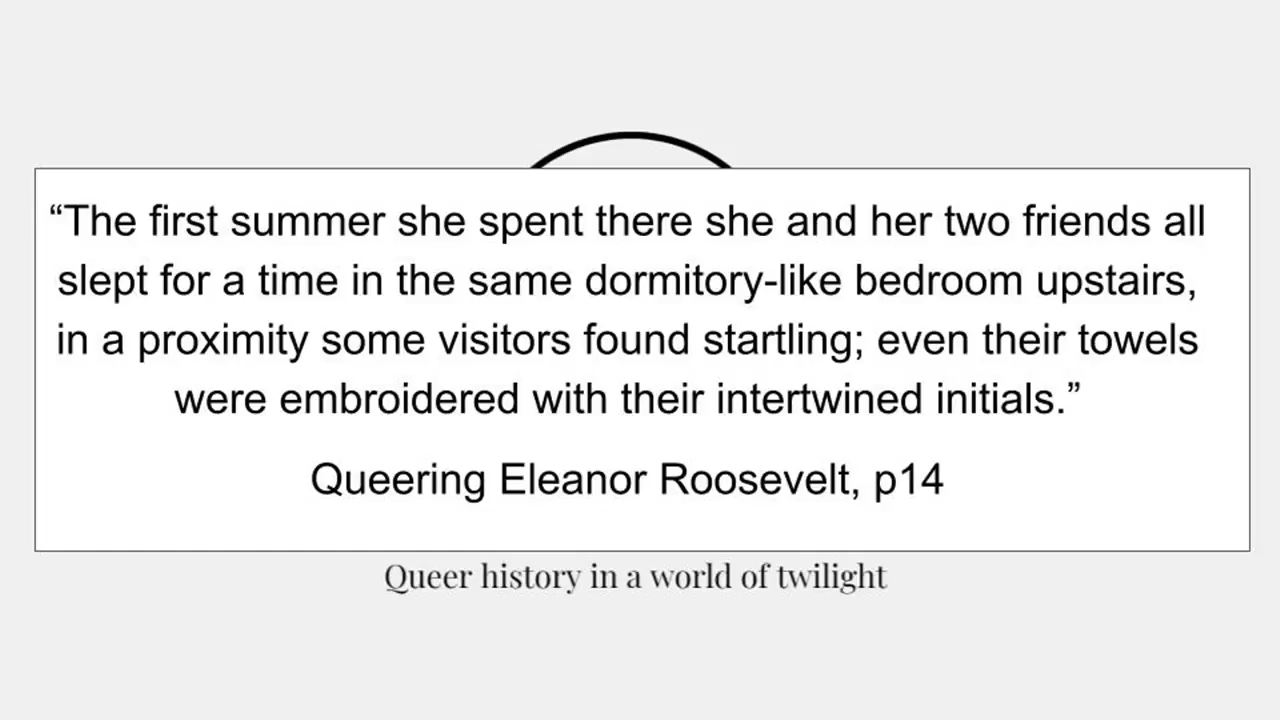 “The first summer she spent there she and her two friends all
slept for a time in the same dormitory-like bedroom upstairs,
in a proximity some visitors found startling; even their towels
were embroidered with their intertwined initials.”
Queering Eleanor Roosevelt, p14
Queer history in a world of twilight